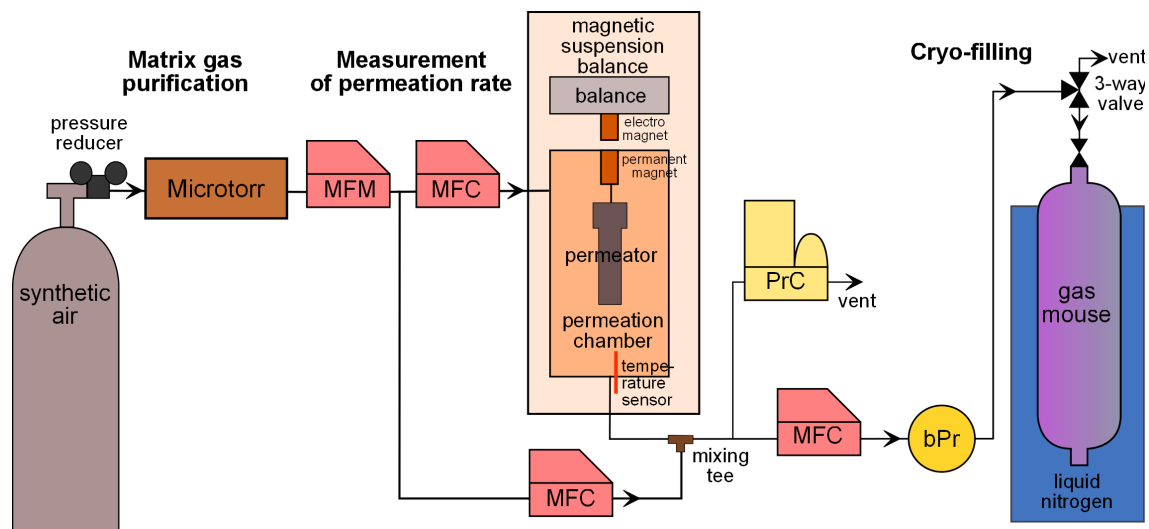 Matrix gas
purification
Measurement
of permeation rate
magnetic
suspension
balance
Cryo-filling
pressure
reducer
balance
electro
magnet
permanent
magnet
vent
3-way
valve
Microtorr
MFM
MFC
permeator
synthetic
air
permeation
chamber
tempe-
rature
sensor
PrC
vent
gas
mouse
MFC
bPr
mixing
tee
MFC
liquid
nitrogen